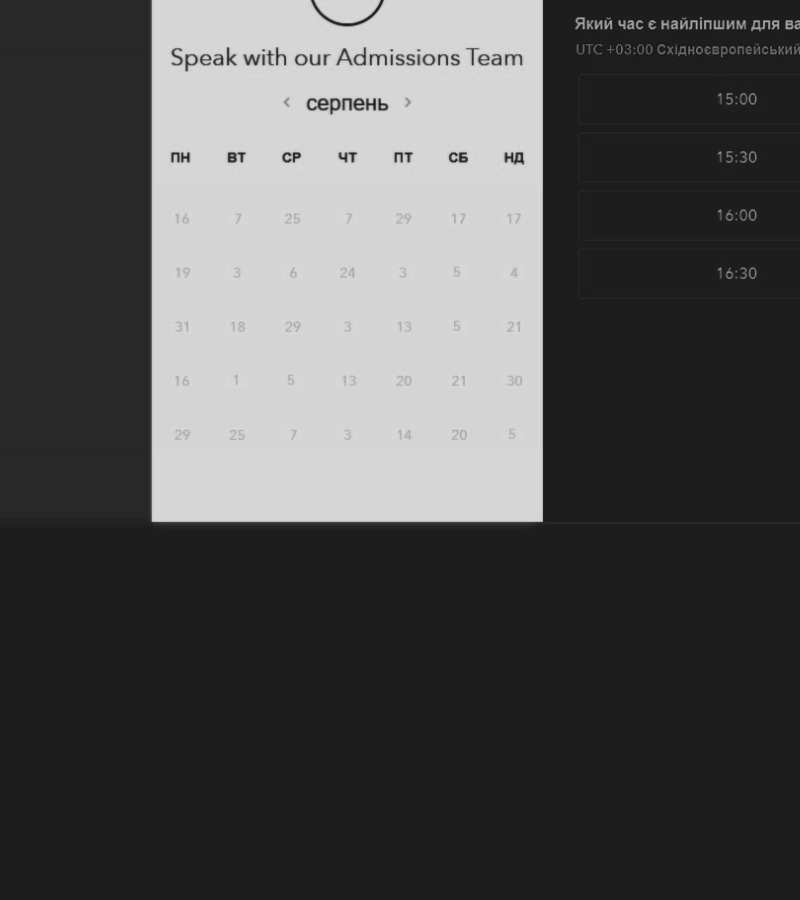 Speak with our Admissions Team
< серпень >
ПН ВТ СР ЧТ ПТ СБ НД
16 7 25 7 29 17 17
19 3 6 24 3 5 4
31 18 29 3 13 5 21
16 1 5 13 20 21 30
29 25 7 3 14 20 5
Який час є найліпшим для ва
UTC +03:00 Східноєвропейський
15:00
15:30
16:00
16:30